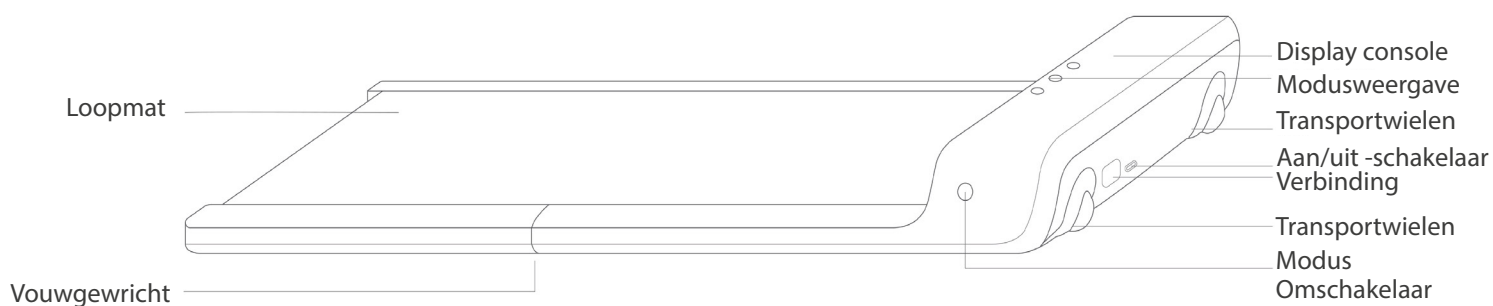 Display console
Modusweergave
Loopmat
Transportwielen
Aan/uit -schakelaar
Verbinding
Transportwielen
Modus
Omschakelaar
Vouwgewricht